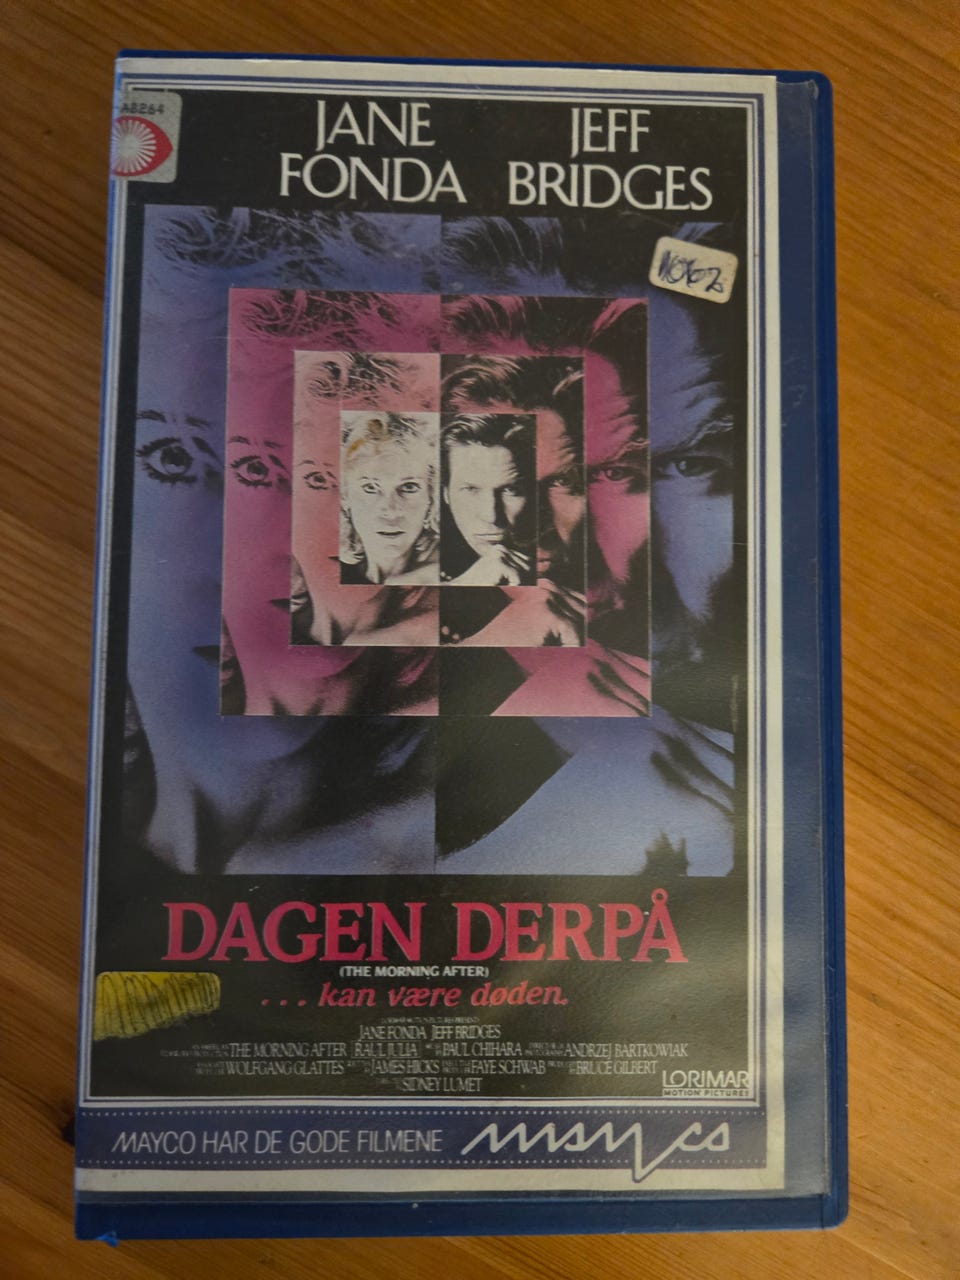 A8264
JANE FONDA
JEFF BRIDGES
DAGEN DERPÅ
(THE MORNING AFTER)
...kan være døden.
JANE FONDA JEFF BRIDGES
THE MORNING AFTER RAUL JULIA PAUL CHIHARA ANDRZEJ BARTKOWIAK
WOLFGANG GLATTES JAMES HICKS FAYE SCHWAB BRUCE GILBERT
SIDNEY LUMET
LORIMAR
MOTION PICTURES
MAYCO HAR DE GODE FILMENE mayco